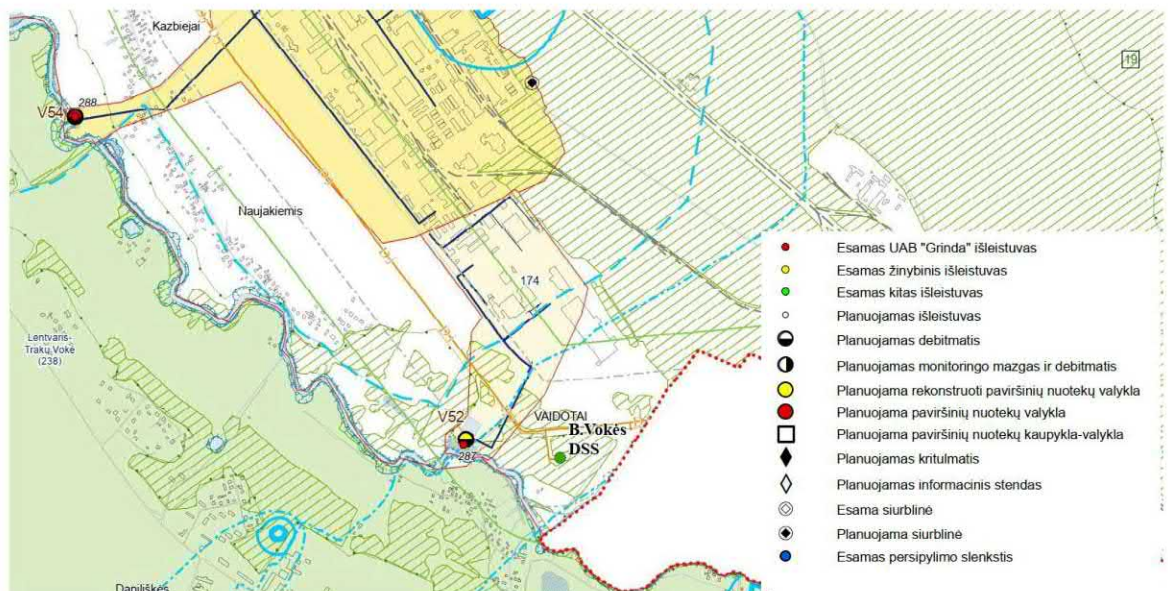 Kazbiejai
19
288
V54
Naujakiemis
174
Lentvaris-
Trakų Vokė
(238)
V52
VAIDOTAI
B.Vokės
DSS
287
Daniliškės
Esamas UAB "Grinda" išleistuvas
Esamas žinybinis išleistuvas
Esamas kitas išleistuvas
Planuojamas išleistuvas
Planuojamas debitmatis
Planuojamas monitoringo mazgas ir debitmatis
Planuojama rekonstruoti paviršinių nuotekų valykla
Planuojama paviršinių nuotekų valykla
Planuojama paviršinių nuotekų kaupykla-valykla
Planuojamas kritulmatis
Planuojamas informacinis stendas
Esama siurblinė
Planuojama siurblinė
Esamas persipylimo slenkstis